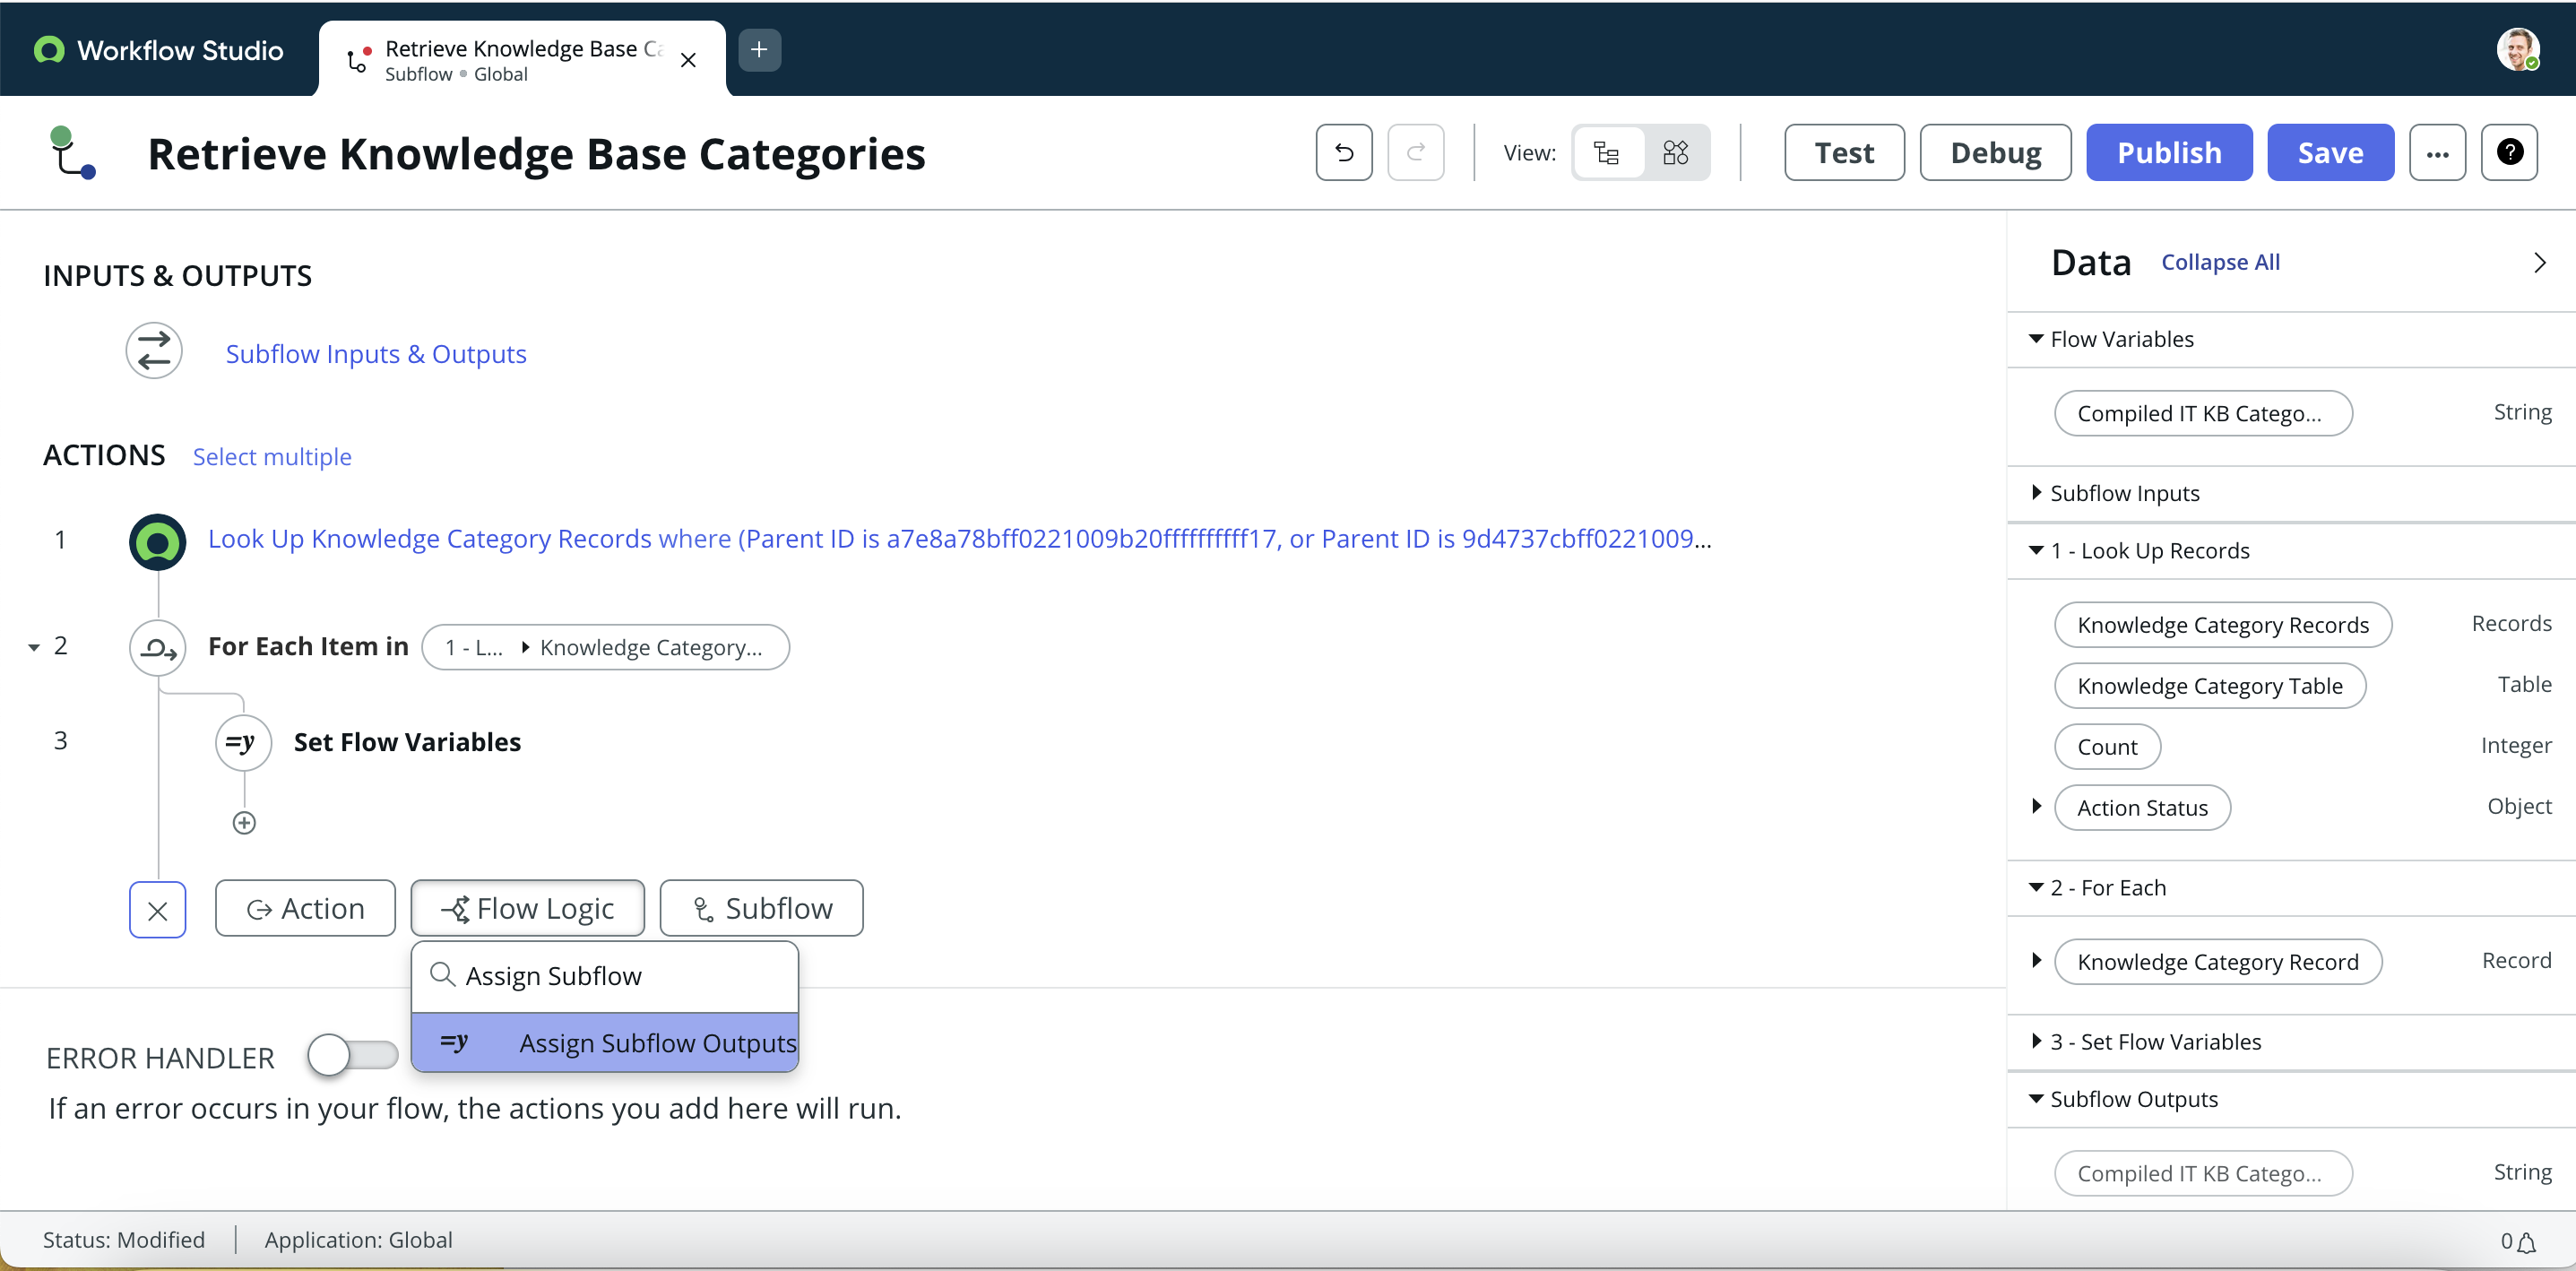 Workflow Studio
Retrieve Knowledge Base Ca
Subflow • Global
Retrieve Knowledge Base Categories
View:
Test
Debug
Publish
Save
INPUTS & OUTPUTS
Subflow Inputs & Outputs
ACTIONS Select multiple
1 Look Up Knowledge Category Records where (Parent ID is a7e8a78bff0221009b20ffffffffff17, or Parent ID is 9d4737cbff0221009...
2 For Each Item in 1 - L... Knowledge Category...
3 =y Set Flow Variables
Action
Flow Logic
Subflow
Assign Subflow
=y Assign Subflow Outputs
ERROR HANDLER
If an error occurs in your flow, the actions you add here will run.
Data Collapse All
Flow Variables
Compiled IT KB Catego... String
Subflow Inputs
1 - Look Up Records
Knowledge Category Records Records
Knowledge Category Table Table
Count Integer
Action Status Object
2 - For Each
Knowledge Category Record Record
3 - Set Flow Variables
Subflow Outputs
Compiled IT KB Catego... String
Status: Modified Application: Global
0